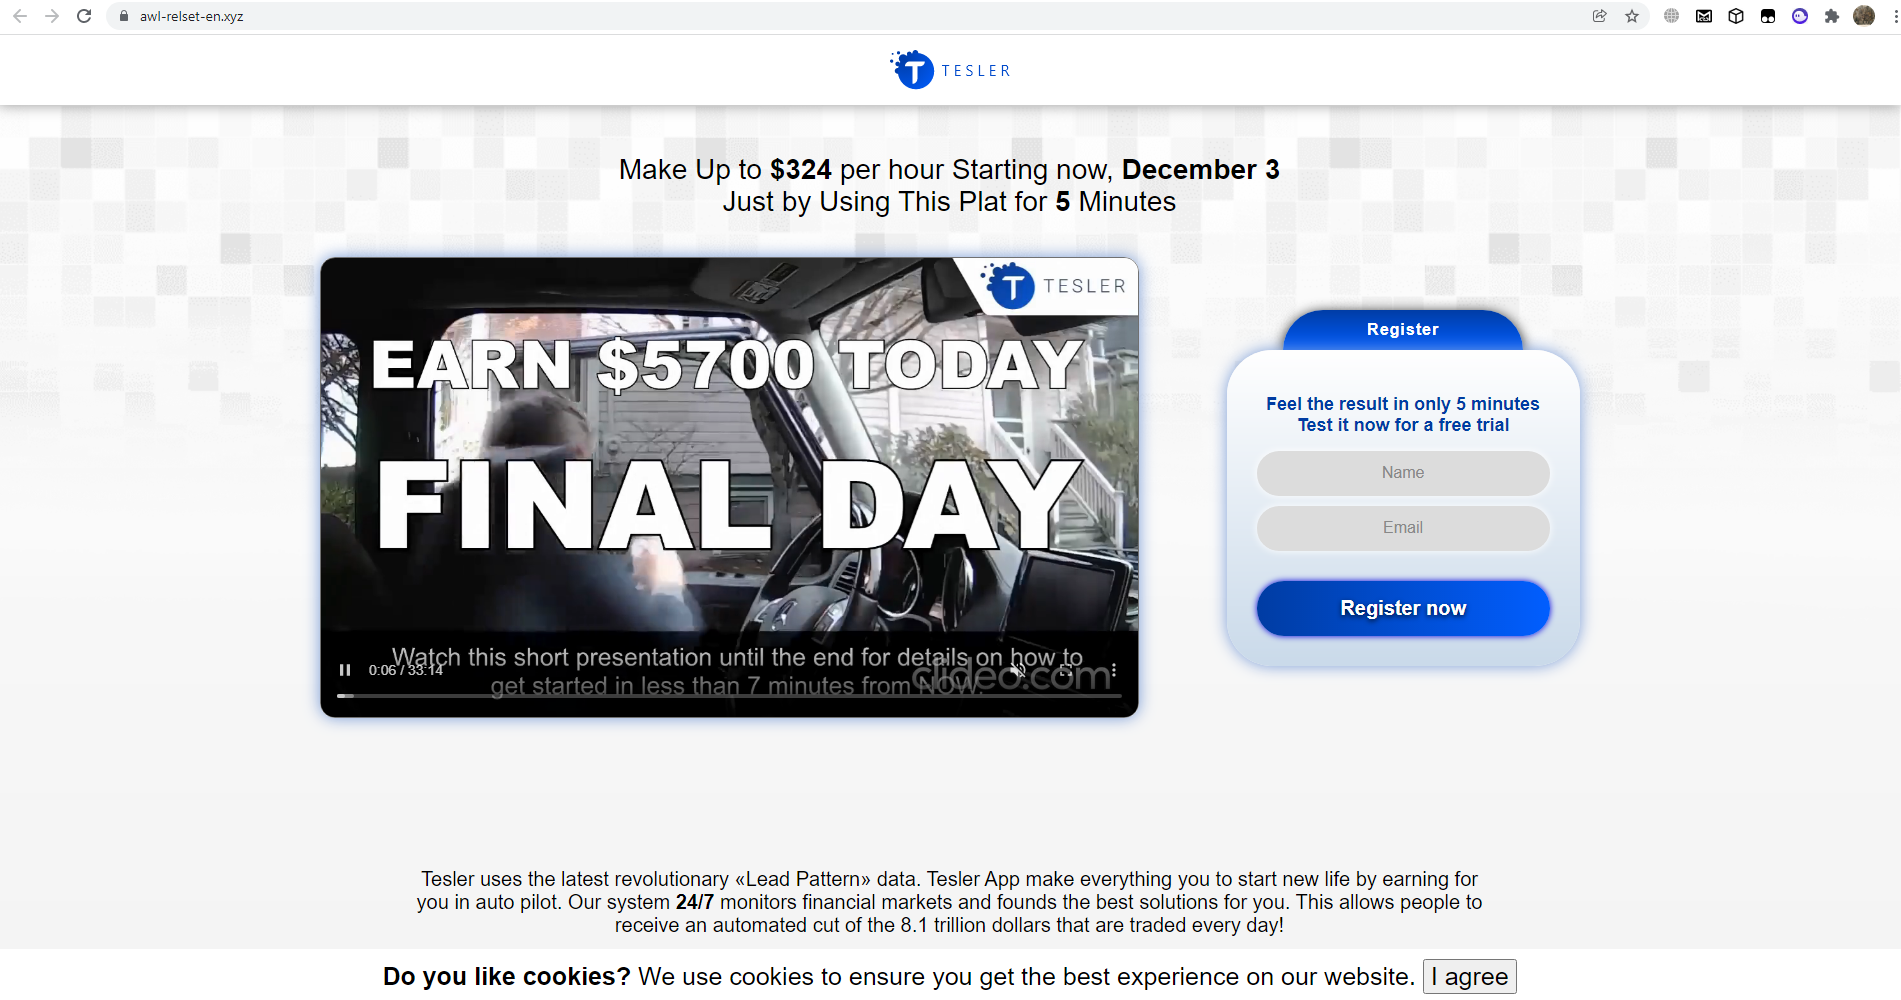 awl-relset-en.xyz
TESLER
Make Up to $324 per hour Starting now, December 3
Just by Using This Plat for 5 Minutes
TESLER
EARN $5700 TODAY
FINAL DAY
Watch this short presentation until the end for details on how to
get started in less than 7 minutes from NOW.
clideo.com
0:06 / 33:14
Register
Feel the result in only 5 minutes
Test it now for a free trial
Name
Email
Register now
Tesler uses the latest revolutionary «Lead Pattern» data. Tesler App make everything you to start new life by earning for
you in auto pilot. Our system 24/7 monitors financial markets and founds the best solutions for you. This allows people to
receive an automated cut of the 8.1 trillion dollars that are traded every day!
Do you like cookies? We use cookies to ensure you get the best experience on our website. I agree